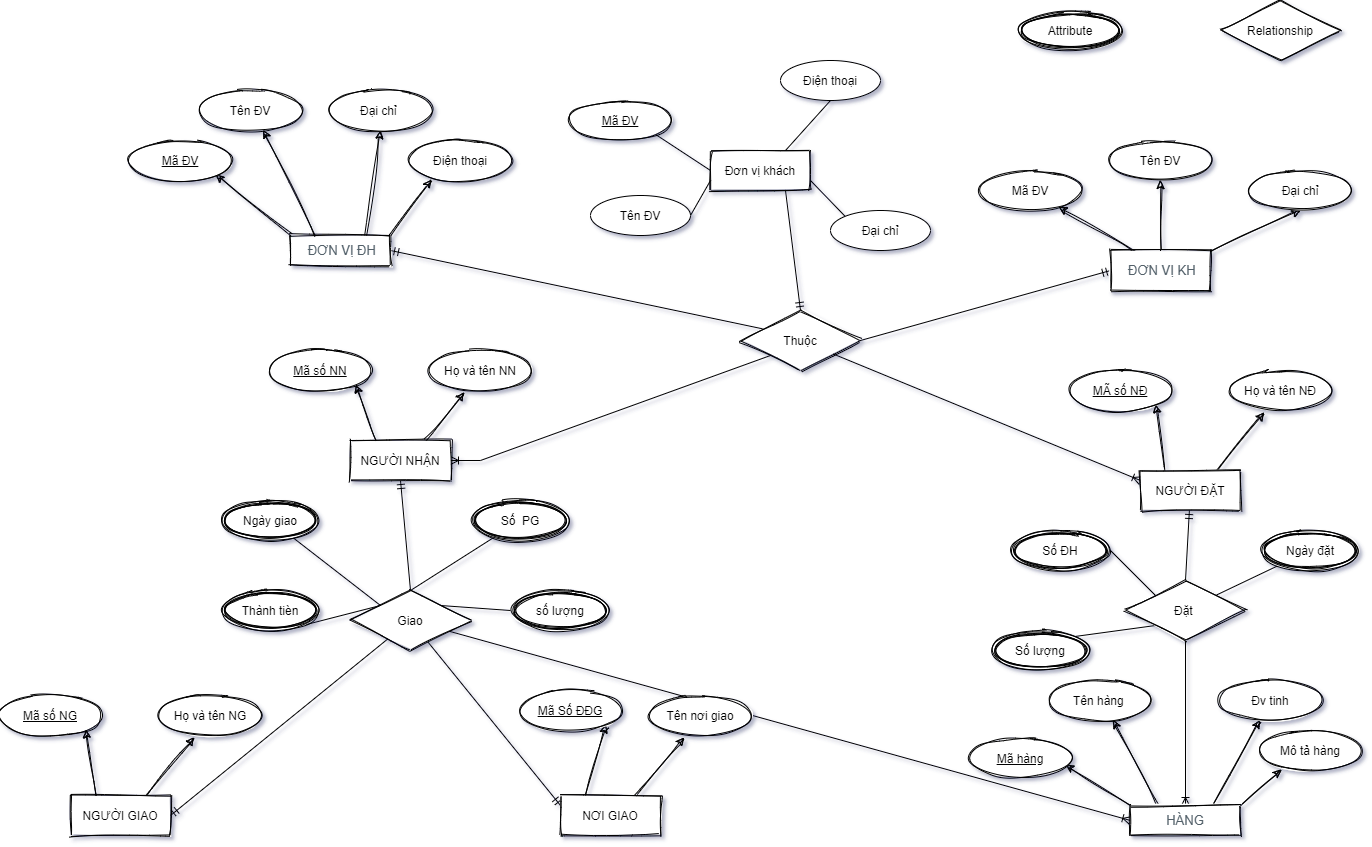 Attribute
Relationship
Điện thoại
Tên ĐV
Đại chỉ
Mã ĐV
Mã ĐV
Điện thoại
Tên ĐV
Đơn vị khách
Mã ĐV
Đại chỉ
Tên ĐV
Đại chỉ
ĐƠN VỊ ĐH
ĐƠN VỊ KH
Thuộc
Mã số NN
Họ và tên NN
MÃ số NĐ
Họ và tên NĐ
NGƯỜI NHẬN
NGƯỜI ĐẶT
Ngày giao
Số PG
Số ĐH
Ngày đặt
Thành tièn
số lượng
Giao
Đặt
Số lượng
Mã số NG
Họ và tên NG
Mã Số ĐĐG
Tên nơi giao
Tên hàng
Đv tinh
Mã hàng
Mô tả hàng
NGƯỜI GIAO
NƠI GIAO
HÀNG